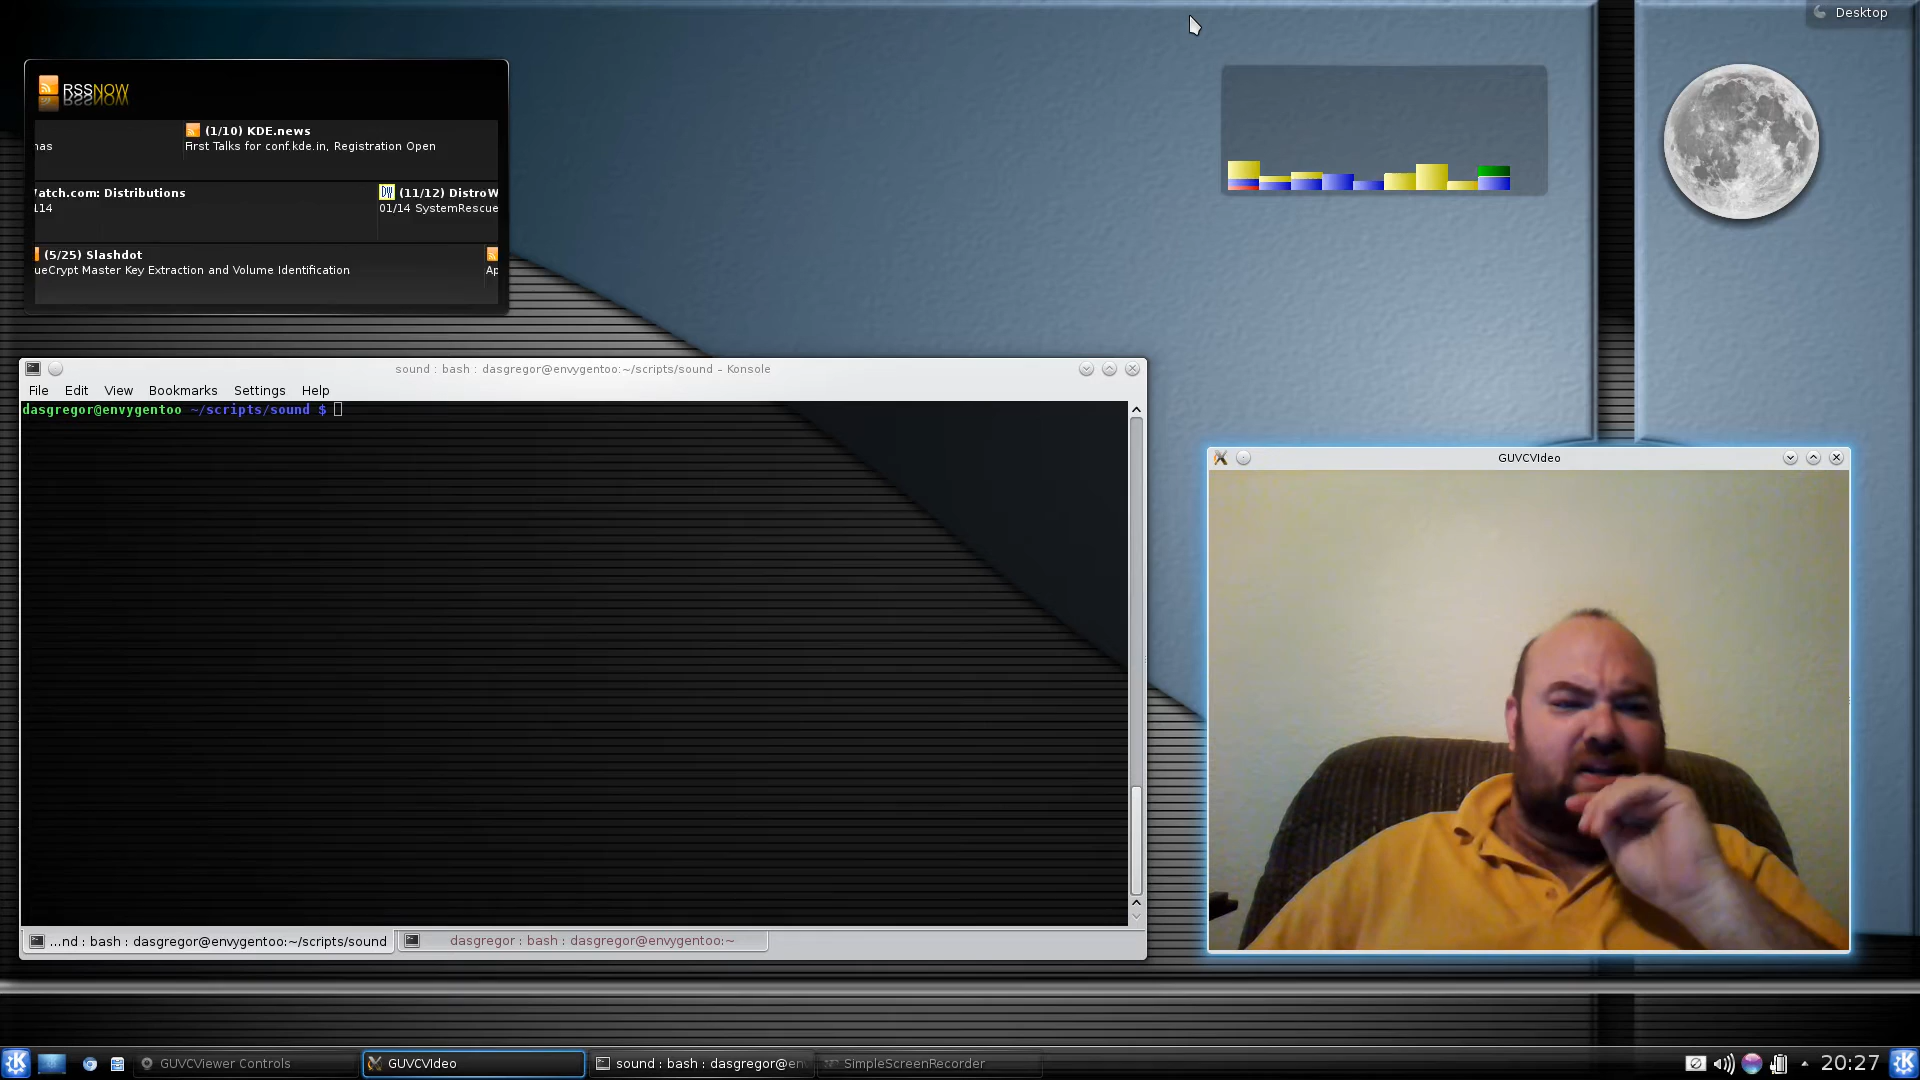 Desktop
RSSNOW
(1/10) KDE.news
nas
First Talks for conf.kde.in, Registration Open
atch.com: Distributions
(11/12) DistroW
114
01/14 SystemRescue
(5/25) Slashdot
ueCrypt Master Key Extraction and Volume Identification
Ap
sound : bash : dasgregor@envygentoo:~/scripts/sound – Konsole
File Edit View Bookmarks Settings Help
dasgregor@envygentoo ~/scripts/sound $
GUVCVIdeo
...nd : bash : dasgregor@envygentoo:~/scripts/sound
dasgregor : bash : dasgregor@envygentoo:~
GUVCViewer Controls
GUVCVIdeo
sound : bash : dasgregor@en
SimpleScreenRecorder
20:27